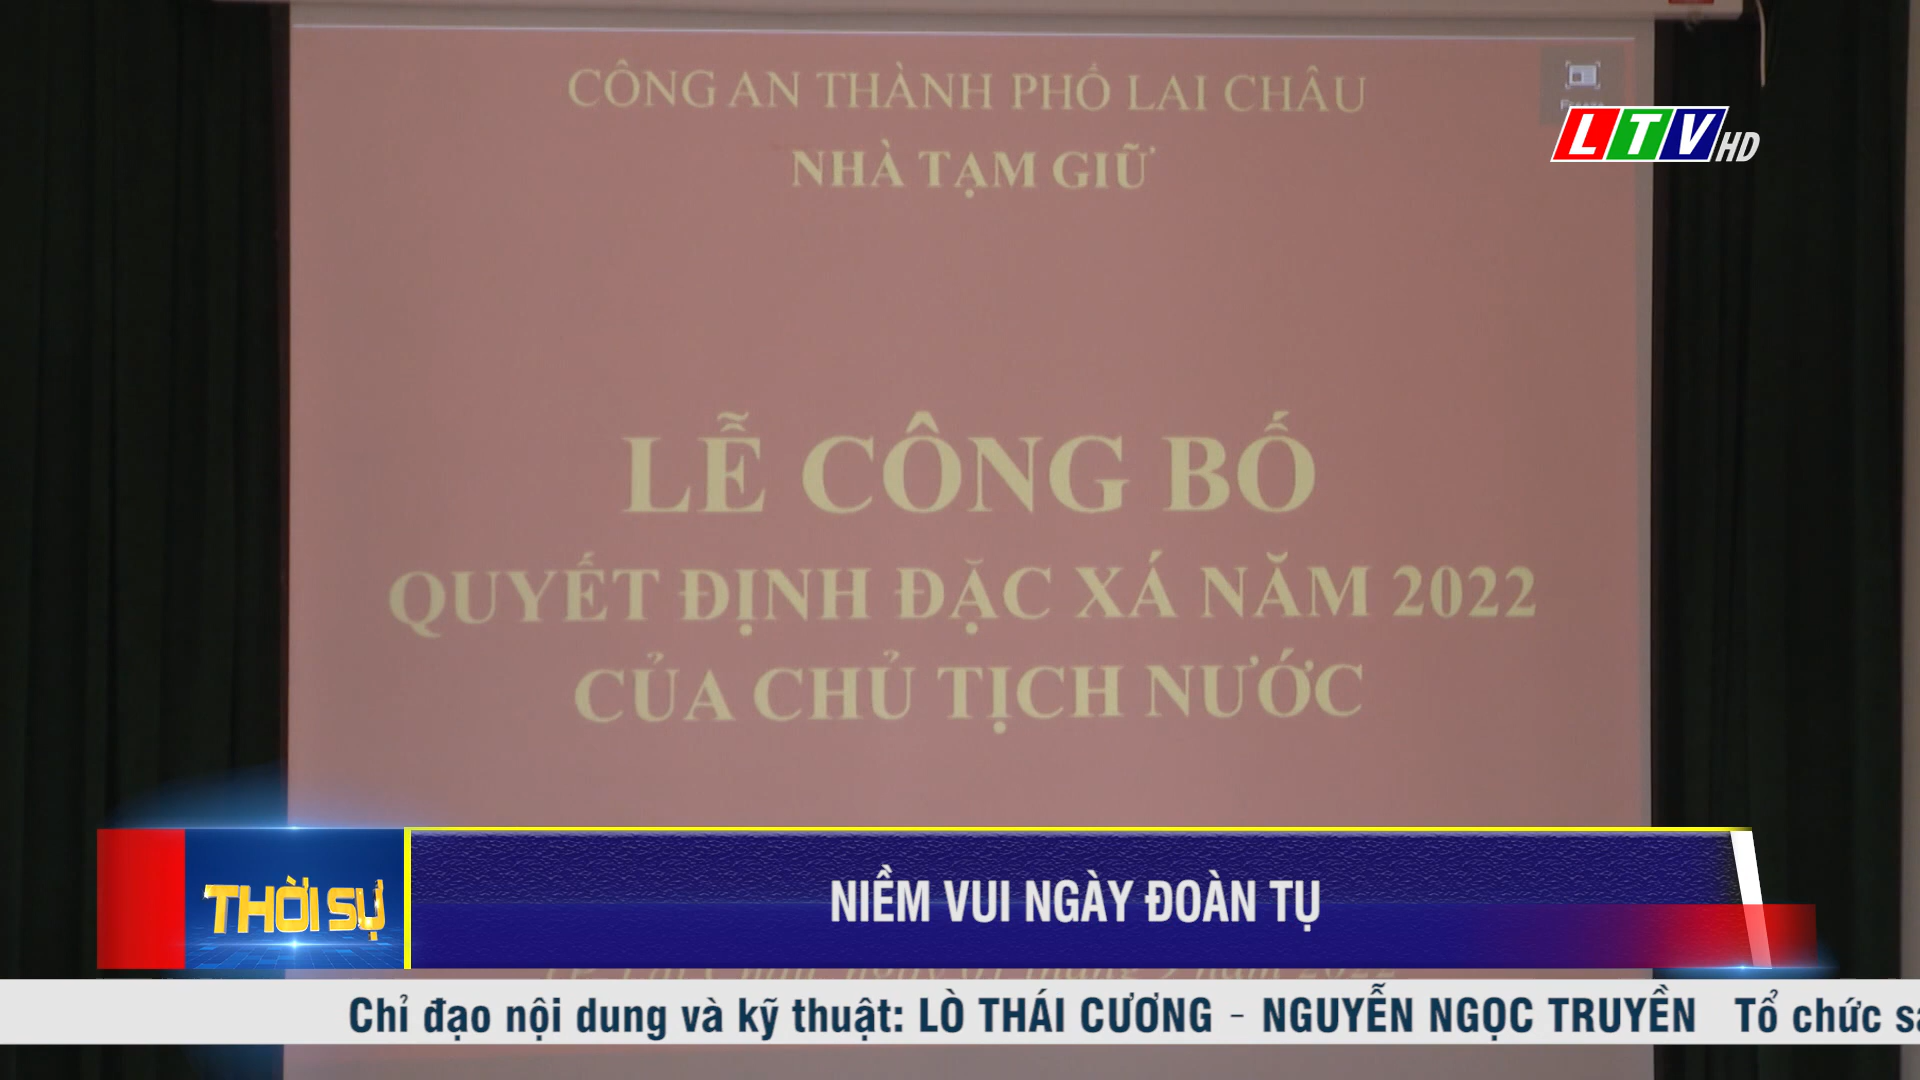 CÔNG AN THÀNH PHỐ LAI CHÂU
NHÀ TẠM GIỮ
LTV HD
LỄ CÔNG BỐ
QUYẾT ĐỊNH ĐẶC XÁ NĂM 2022
CỦA CHỦ TỊCH NƯỚC
THỜI SỰ
NIỀM VUI NGÀY ĐOÀN TỤ
Chỉ đạo nội dung và kỹ thuật: LÒ THÁI CƯƠNG - NGUYỄN NGỌC TRUYỀN Tổ chức